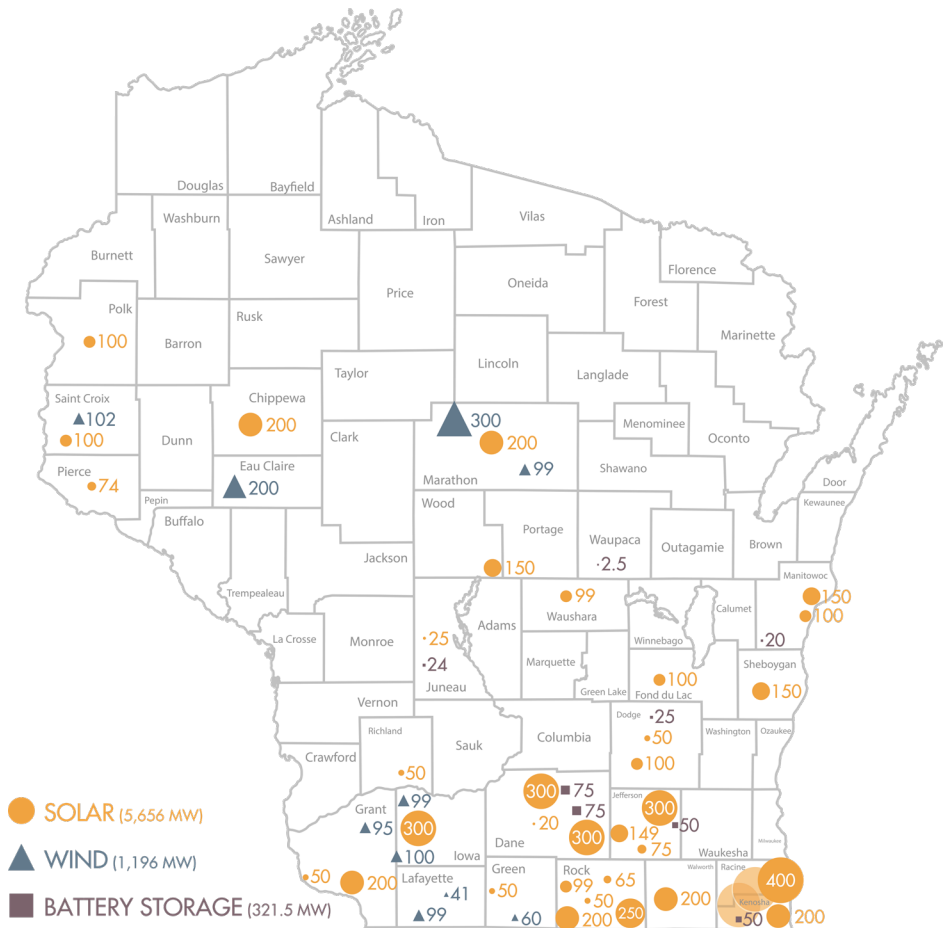 Douglas
Bayfield
Ashland
Iron
Vilas
Washburn
Burnett
Sawyer
Price
Oneida
Florence
Forest
Polk
100
Barron
Rusk
Marinette
Lincoln
Taylor
Langlade
Saint Croix
102
100
Dunn
Chippewa
200
Clark
300
200
99
Marathon
Menominee
Oconto
Shawano
Pierce
74
Eau Claire
200
Pepin
Door
Kewaunee
Buffalo
Wood
Portage
Waupaca
2.5
Outagamie
Brown
Jackson
150
Manitowoc
150
100
20
Trempealeau
99
Waushara
Calumet
Adams
Winnebago
La Crosse
Monroe
25
24
Juneau
Marquette
Green Lake
100
Fond du Lac
Sheboygan
150
Vernon
Richland
50
Sauk
Columbia
Dodge
25
50
100
Washington
Ozaukee
Crawford
Grant
99
95
300
100
Iowa
300
75
75
20
300
Dane
Jefferson
300
50
149
75
Waukesha
Milwaukee
50
200
Lafayette
41
99
Green
50
60
Rock
99
65
50
200
250
Walworth
200
Racine
400
Kenosha
50
200
SOLAR (5,656 MW)
WIND (1,196 MW)
BATTERY STORAGE (321.5 MW)